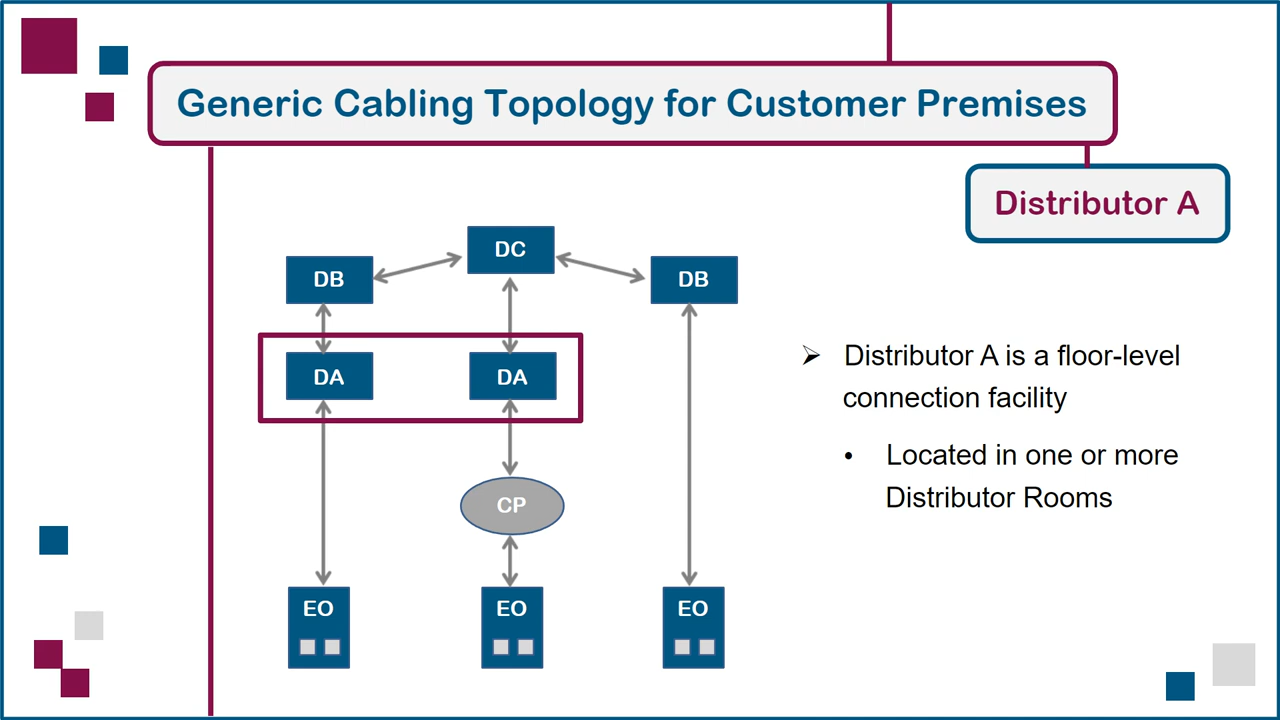 Generic Cabling Topology for Customer Premises
Distributor A
DC
DB
DB
DA
DA
CP
EO
EO
EO
Distributor A is a floor-level
connection facility
• Located in one or more
Distributor Rooms